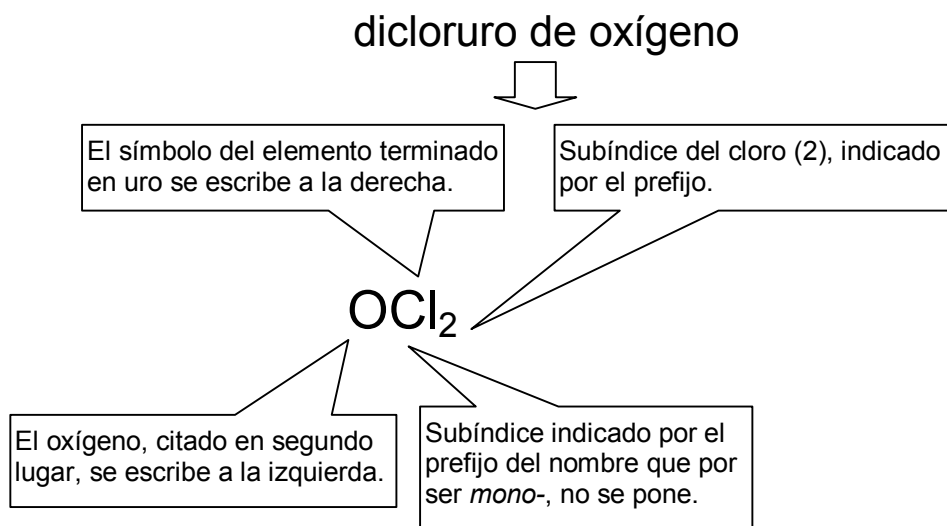 dicloruro de oxígeno
El símbolo del elemento terminado
en uro se escribe a la derecha.
Subíndice del cloro (2), indicado
por el prefijo.
OCl₂
El oxígeno, citado en segundo
lugar, se escribe a la izquierda.
Subíndice indicado por el
prefijo del nombre que por
ser mono-, no se pone.